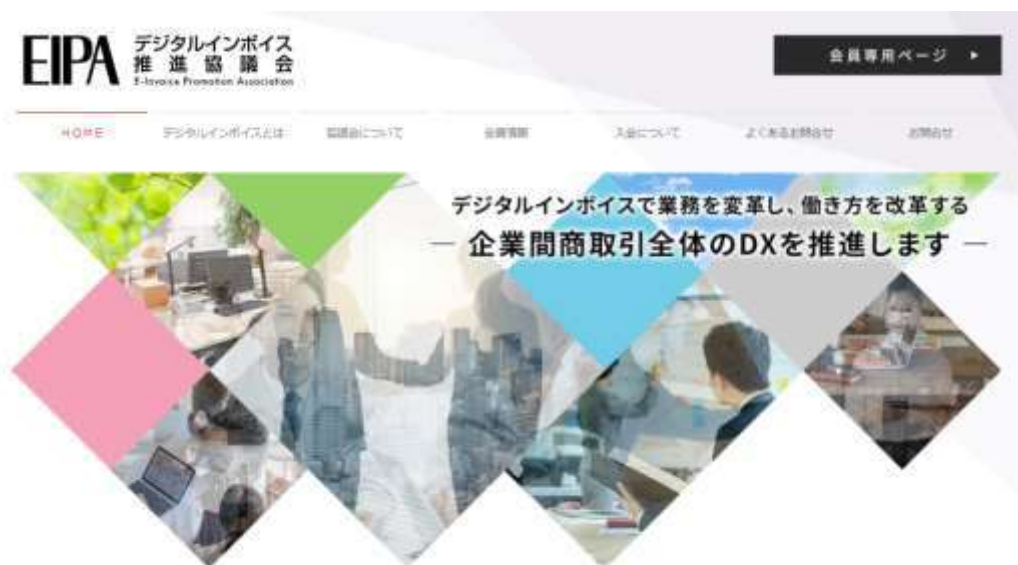 EIPA
デジタルインボイス
推進協議会
E-Invoice Promotion Association
会員専用ページ
HOME
デジタルインボイスとは
協議会について
会員情報
入会について
よくあるお問合せ
お問合せ
デジタルインボイスで業務を変革し、働き方を改革する
― 企業間商取引全体のDXを推進します ―